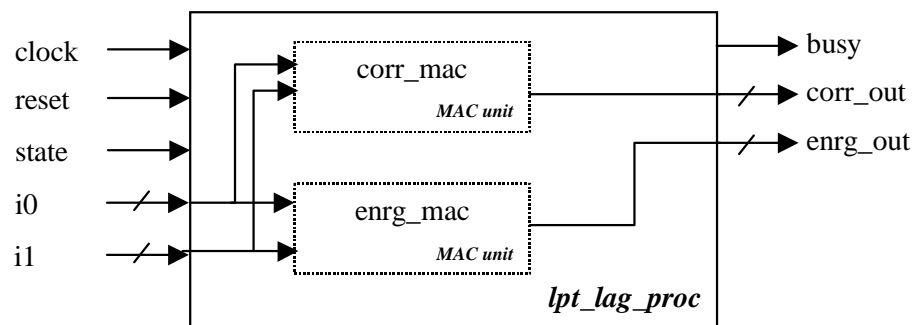 clock
reset
state
i0
i1
corr_mac
MAC unit
enrg_mac
MAC unit
lpt_lag_proc
busy
corr_out
enrg_out